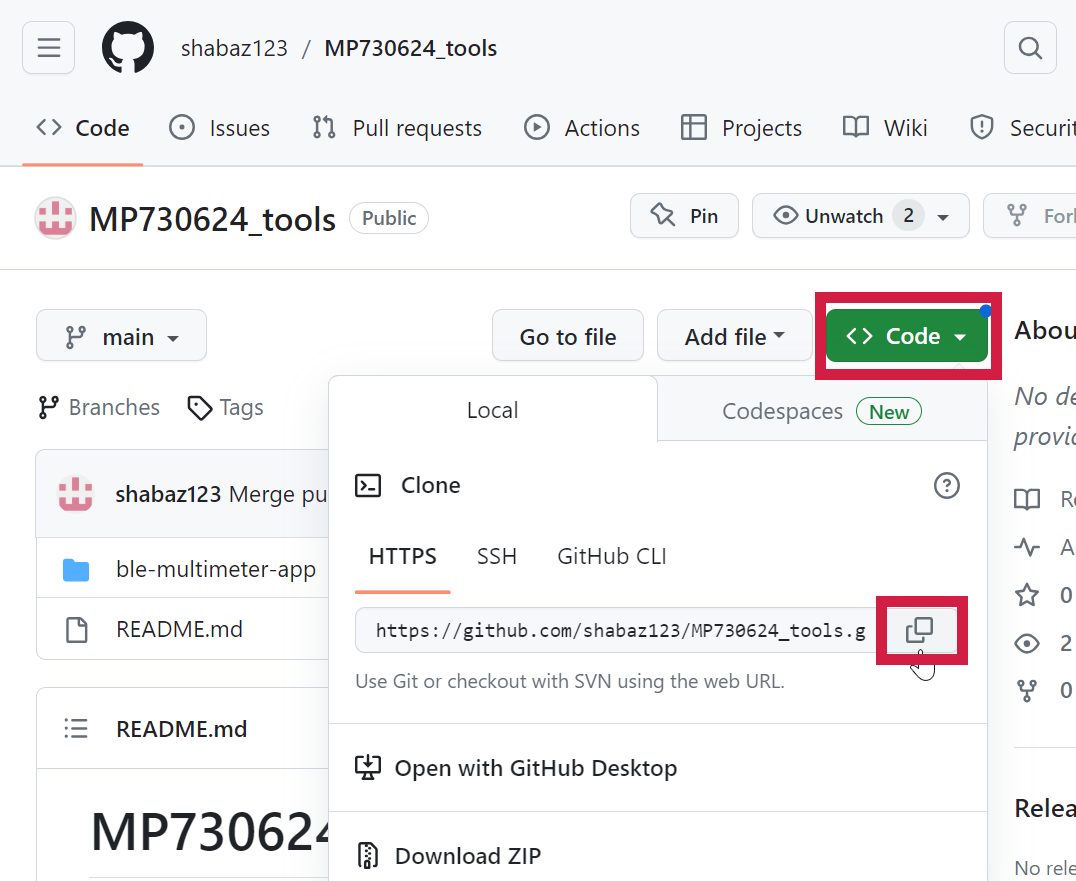 shabaz123 / MP730624_tools
Code Issues Pull requests Actions Projects Wiki Securit
MP730624_tools Public Pin Unwatch 2 Fork
main Go to file Add file Code
Abou
Branches Tags
Local Codespaces New
No de
provid
shabaz123 Merge pu
Clone
HTTPS SSH GitHub CLI
ble-multimeter-app
README.md
https://github.com/shabaz123/MP730624_tools.g
Use Git or checkout with SVN using the web URL.
Re
A
0
2
0
README.md
Open with GitHub Desktop
MP730624
Download ZIP
Relea
No rele